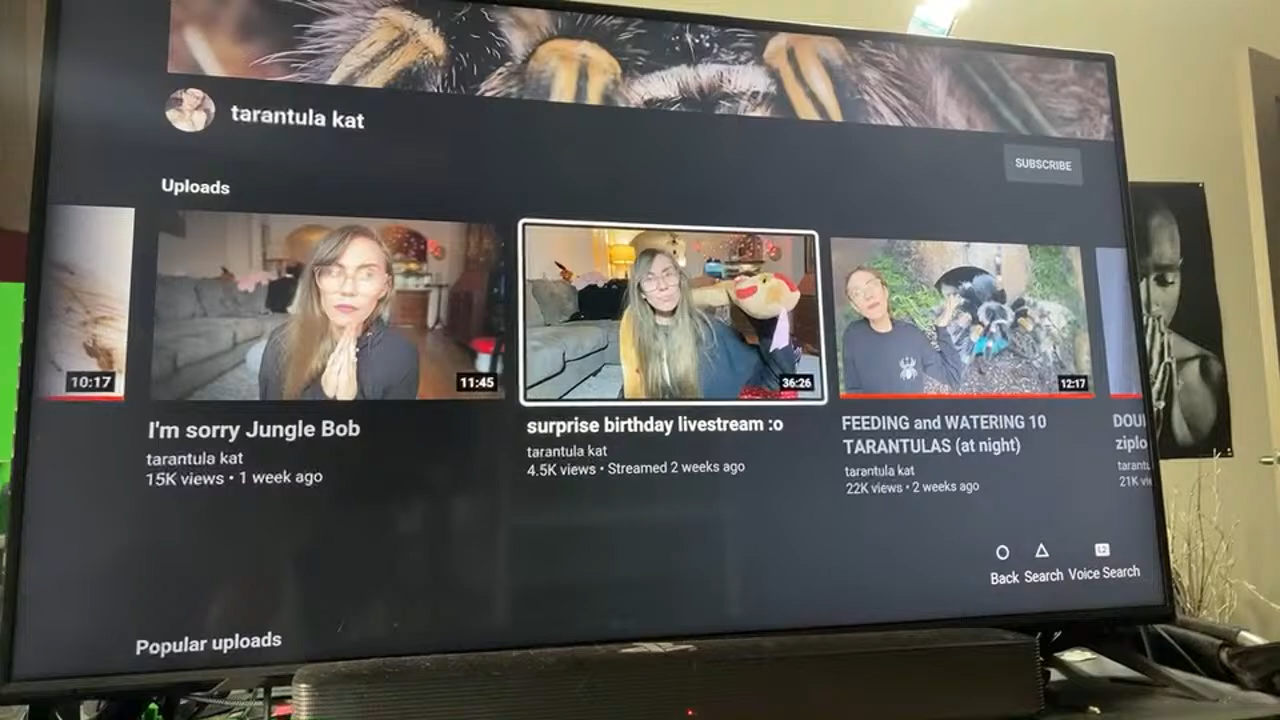 tarantula kat
SUBSCRIBE
Uploads
10:17
11:45
36:26
12:17
I'm sorry Jungle Bob
tarantula kat
15K views • 1 week ago
surprise birthday livestream :o
tarantula kat
4.5K views • Streamed 2 weeks ago
FEEDING and WATERING 10
TARANTULAS (at night)
tarantula kat
22K views • 2 weeks ago
ziplo
21K
Back Search Voice Search
Popular uploads